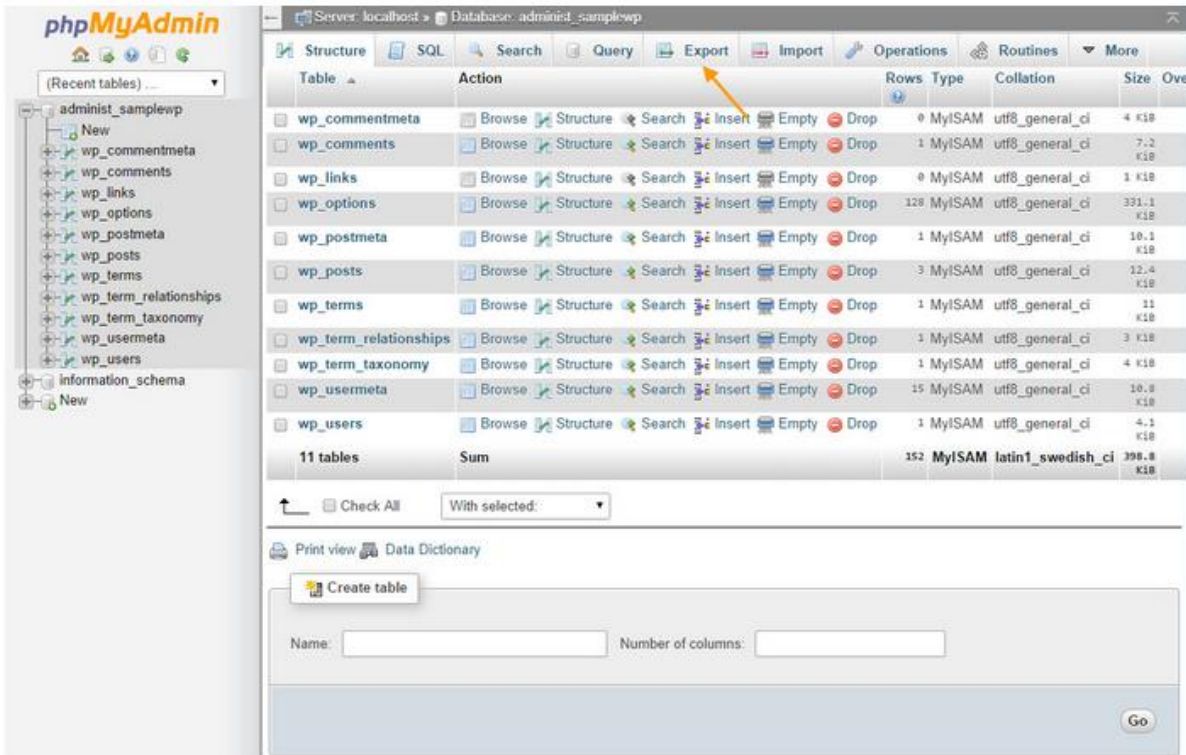 phpMyAdmin
(Recent tables) ...
administ_samplewp
New
wp_commentmeta
wp_comments
wp_links
wp_options
wp_postmeta
wp_posts
wp_terms
wp_term_relationships
wp_term_taxonomy
wp_usermeta
wp_users
information_schema
New
Server: localhost » Database: administ_samplewp
Structure SQL Search Query Export Import Operations Routines More
Table Action Rows Type Collation Size Ove
wp_commentmeta Browse Structure Search Insert Empty Drop 0 MyISAM utf8_general_ci 4 KiB
wp_comments Browse Structure Search Insert Empty Drop 1 MyISAM utf8_general_ci 7.2 KiB
wp_links Browse Structure Search Insert Empty Drop 0 MyISAM utf8_general_ci 1 KiB
wp_options Browse Structure Search Insert Empty Drop 128 MyISAM utf8_general_ci 331.1 KiB
wp_postmeta Browse Structure Search Insert Empty Drop 1 MyISAM utf8_general_ci 10.1 KiB
wp_posts Browse Structure Search Insert Empty Drop 3 MyISAM utf8_general_ci 12.4 KiB
wp_terms Browse Structure Search Insert Empty Drop 1 MyISAM utf8_general_ci 11 KiB
wp_term_relationships Browse Structure Search Insert Empty Drop 1 MyISAM utf8_general_ci 3 KiB
wp_term_taxonomy Browse Structure Search Insert Empty Drop 1 MyISAM utf8_general_ci 4 KiB
wp_usermeta Browse Structure Search Insert Empty Drop 15 MyISAM utf8_general_ci 10.8 KiB
wp_users Browse Structure Search Insert Empty Drop 1 MyISAM utf8_general_ci 4.1 KiB
11 tables Sum 152 MyISAM latin1_swedish_ci 398.8 KiB
Check All With selected:
Print view Data Dictionary
Create table
Name: Number of columns:
Go